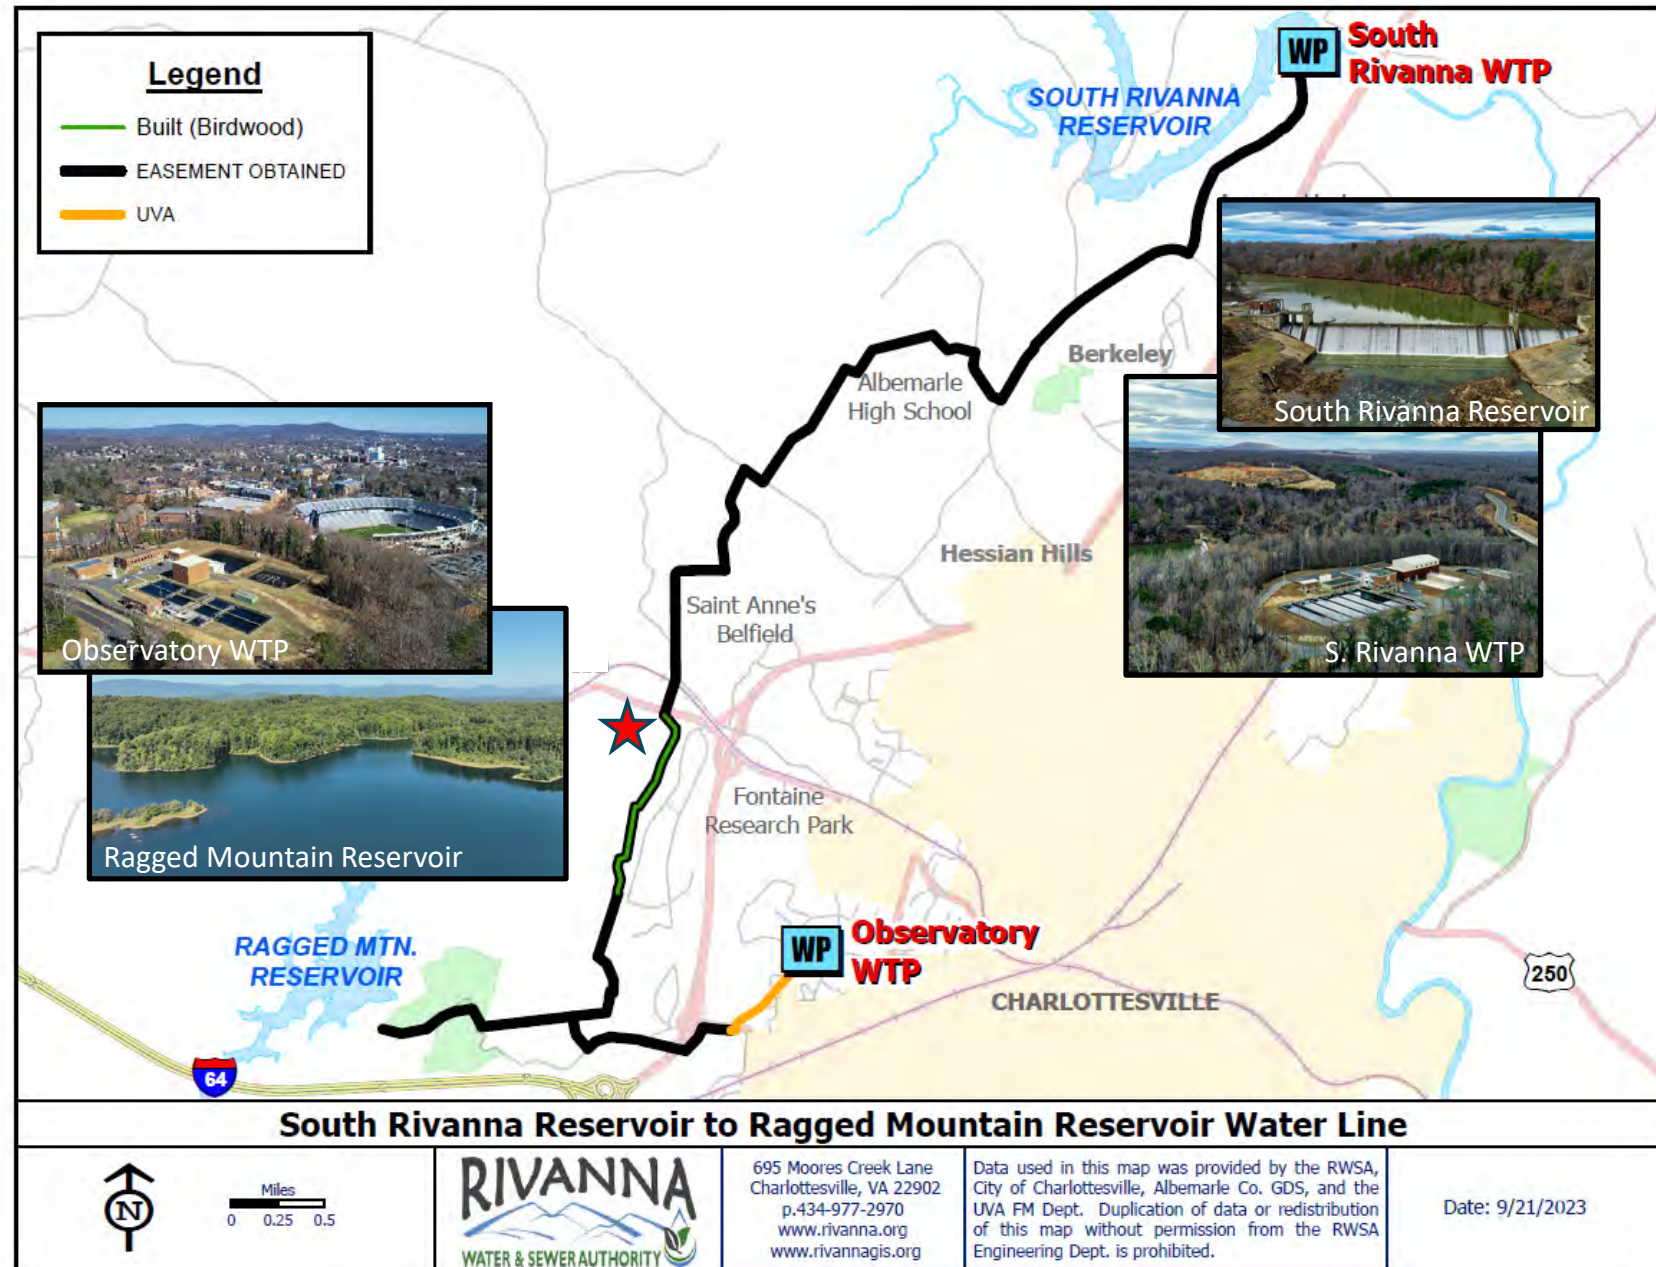 Legend
Built (Birdwood)
EASEMENT OBTAINED
UVA
WP
South
Rivanna WTP
SOUTH RIVANNA
RESERVOIR
Berkeley
Albemarle
High School
South Rivanna Reservoir
Hessian Hills
S. Rivanna WTP
Observatory WTP
Saint Anne's
Belfield
Ragged Mountain Reservoir
Fontaine
Research Park
RAGGED MTN.
RESERVOIR
WP
Observatory
WTP
CHARLOTTESVILLE
250
64
South Rivanna Reservoir to Ragged Mountain Reservoir Water Line
N
Miles
0 0.25 0.5
RIVANNA
WATER & SEWER AUTHORITY
695 Moores Creek Lane
Charlottesville, VA 22902
p.434-977-2970
www.rivanna.org
www.rivannagis.org
Data used in this map was provided by the RWSA,
City of Charlottesville, Albemarle Co. GDS, and the
UVA FM Dept. Duplication of data or redistribution
of this map without permission from the RWSA
Engineering Dept. is prohibited.
Date: 9/21/2023